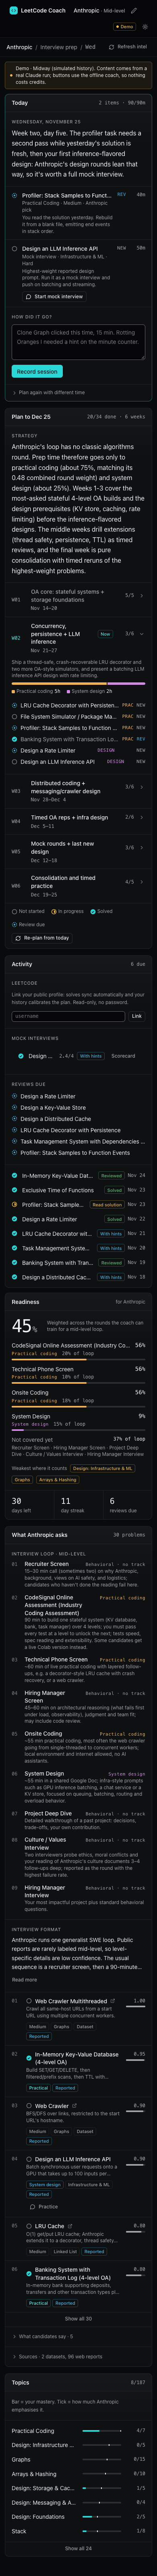 LeetCode Coach
Anthropic
Mid-level
Demo
Anthropic / Interview prep / Wed
Refresh intel
Demo · Midway (simulated history). Content comes from a real Claude run; buttons use the offline coach, so nothing costs credits.
Today
2 items · 90/90m
WEDNESDAY, NOVEMBER 25
Week two, day five. The profiler task needs a second pass while yesterday's solution is fresh, then your first inference-flavored design: Anthropic's design rounds lean that way, so it's worth a full mock interview.
Profiler: Stack Samples to Funct...
REV
40m
Practical Coding · Medium · Anthropic pick
You read the solution yesterday. Rebuild it from a blank file, emitting events in stack order.
Design an LLM Inference API
NEW
50m
Mock interview · Infrastructure & ML · Hard
Highest-weight reported design prompt. Run it as a mock interview and push on batching and streaming.
Start mock interview
HOW DID IT GO?
Clone Graph clicked this time, 15 min. Rotting Oranges I needed a hint on the minute counter.
Record session
Plan again with different time
Plan to Dec 25
20/34 done · 6 weeks
STRATEGY
Anthropic's loop has no classic algorithm round. Prep time therefore goes mostly to practical coding (about 75%, matching its 0.48 combined round weight) and system design (about 25%). Weeks 1-3 cover the most-attested staged 4-level OA builds and the design prerequisites (KV store, caching, rate limiting) before the inference-flavored designs. The middle weeks drill extensions (thread safety, persistence, TTLs) as timed mocks, and the final week is pure consolidation with timed reruns of the highest-weight problems.
W01
OA core: stateful systems + storage foundations
Nov 14–20
5/5
W02
Concurrency, persistence + LLM inference
Nov 21–27
Now
3/6
Ship a thread-safe, crash-recoverable LRU decorator and two more OA-style simulators, and present a batching LLM inference API design with rate limiting.
Practical coding 5h
System design 2h
LRU Cache Decorator with Persisten...
PRAC
NEW
File System Simulator / Package Ma...
PRAC
NEW
Profiler: Stack Samples to Functio...
PRAC
NEW
Banking System with Transaction Lo...
PRAC
REV
Design a Rate Limiter
DESIGN
NEW
Design an LLM Inference API
DESIGN
NEW
W03
Distributed coding + messaging/crawler design
Nov 28–Dec 4
3/6
W04
Timed OA reps + infra design
Dec 5–11
2/6
W05
Mock rounds + last new design
Dec 12–18
3/6
W06
Consolidation and timed practice
Dec 19–25
4/5
Not started
In progress
Solved
Review due
Re-plan from today
Activity
0 due
LEETCODE
Link your public profile: solves sync automatically and your history calibrates the plan. Read-only, no password.
username
Link
MOCK INTERVIEWS
Design ...
2.4/4
With hints
Scorecard
REVIEWS DUE
Design a Rate Limiter
Design a Key-Value Store
Design a Distributed Cache
LRU Cache Decorator with Persistence
Task Management System with Dependencies ...
Profiler: Stack Samples to Function Events
In-Memory Key-Value Dat...
Reviewed
Nov 24
Exclusive Time of Functions
Solved
Nov 23
Profiler: Stack Sample...
Read solution
Nov 23
Design a Rate Limiter
Solved
Nov 22
LRU Cache Decorator wit...
With hints
Nov 21
Task Management Syste...
With hints
Nov 20
Banking System with Tran...
Reviewed
Nov 19
Design a Distributed Cac...
With hints
Nov 18
Readiness
for Anthropic
45%
Weighted across the rounds the coach can train for a mid-level loop.
CodeSignal Online Assessment (Industry Co...
56%
Practical coding 20% of loop
Technical Phone Screen
56%
Practical coding 10% of loop
Onsite Coding
56%
Practical coding 18% of loop
System Design
9%
System design 15% of loop
Not covered yet
37% of loop
Recruiter Screen · Hiring Manager Screen · Project Deep Dive · Culture / Values Interview · Hiring Manager Interview
Weakest where it counts
Design: Infrastructure & ML
Graphs
Arrays & Hashing
30
days left
11
day streak
6
reviews due
What Anthropic asks
30 problems
INTERVIEW LOOP · MID-LEVEL
01
Recruiter Screen
Behavioral · no track
15–30 min call (sometimes two) on why Anthropic, background, views on AI safety, and logistics; candidates who haven't done the reading fail here.
02
CodeSignal Online Assessment (Industry Coding Assessment)
Practical coding
90 min to extend one stateful system (KV database, bank, task manager) over 4 levels; you must pass every test at a level to unlock the next; tests check spec reading and extensibility. Some candidates get a live Colab version instead.
03
Technical Phone Screen
Practical coding
~60 min of live practical coding with layered follow-ups, e.g. a decorator-style LRU cache with crash recovery, or a web crawler.
04
Hiring Manager Screen
Behavioral · no track
45–60 min on architectural reasoning (what fails first under load, observability), judgment and team fit; may include code review.
05
Onsite Coding
Practical coding
~55 min practical coding, most often the web crawler going from single-threaded to concurrent workers; local environment and internet allowed, no AI assistants.
06
System Design
System design
~55 min in a shared Google Doc; infra-style prompts such as GPU inference batching, a chat service or a KV store, focused on queueing, batching, routing and overload behavior.
07
Project Deep Dive
Behavioral · no track
Detailed walkthrough of a past project: decisions, trade-offs, your own contribution.
08
Culture / Values Interview
Behavioral · no track
Two interviewers probe ethics, moral conflicts and reading of Anthropic's culture documents 3–4 follow-ups deep; reported as the round with the highest failure rate.
09
Hiring Manager Interview
Behavioral · no track
Your most impactful project plus standard behavioral questions.
INTERVIEW FORMAT
Anthropic runs one generalist SWE loop. Public reports are rarely labeled mid-level, so level-specific details are low confidence. The usual sequence is a recruiter screen, then a 90-minute...
Read more
01
Web Crawler Multithreaded
1.00
Crawl all same-host URLs from a start URL using multiple concurrent workers.
Medium
Graphs
Dataset
Reported
02
In-Memory Key-Value Database (4-level OA)
0.95
Build SET/GET/DELETE, then filtered/prefix scans, then TTL with...
Practical
Reported
03
Web Crawler
0.90
BFS/DFS over links, restricted to the start URL's hostname.
Medium
Graphs
Dataset
Reported
04
Design an LLM Inference API
0.90
Batch synchronous user requests onto a GPU that takes up to 100 inputs per...
System design
Infrastructure & ML
Reported
Practice
05
LRU Cache
0.80
O(1) get/put LRU cache; Anthropic extends it to a decorator, thread safety...
Medium
Linked List
Reported
06
Banking System with Transaction Log (4-level OA)
0.80
In-memory bank supporting deposits, transfers and other transaction types pl...
Practical
Reported
Show all 30
What candidates say · 5
Sources · 2 datasets, 96 web reports
Topics
8/187
Bar = your mastery. Tick = how much Anthropic emphasises it.
Practical Coding
4/7
Design: Infrastructure ...
0/5
Graphs
0/15
Arrays & Hashing
0/10
Design: Storage & Cac...
1/5
Design: Messaging & A...
0/4
Design: Foundations
2/5
Stack
1/8
Show all 24